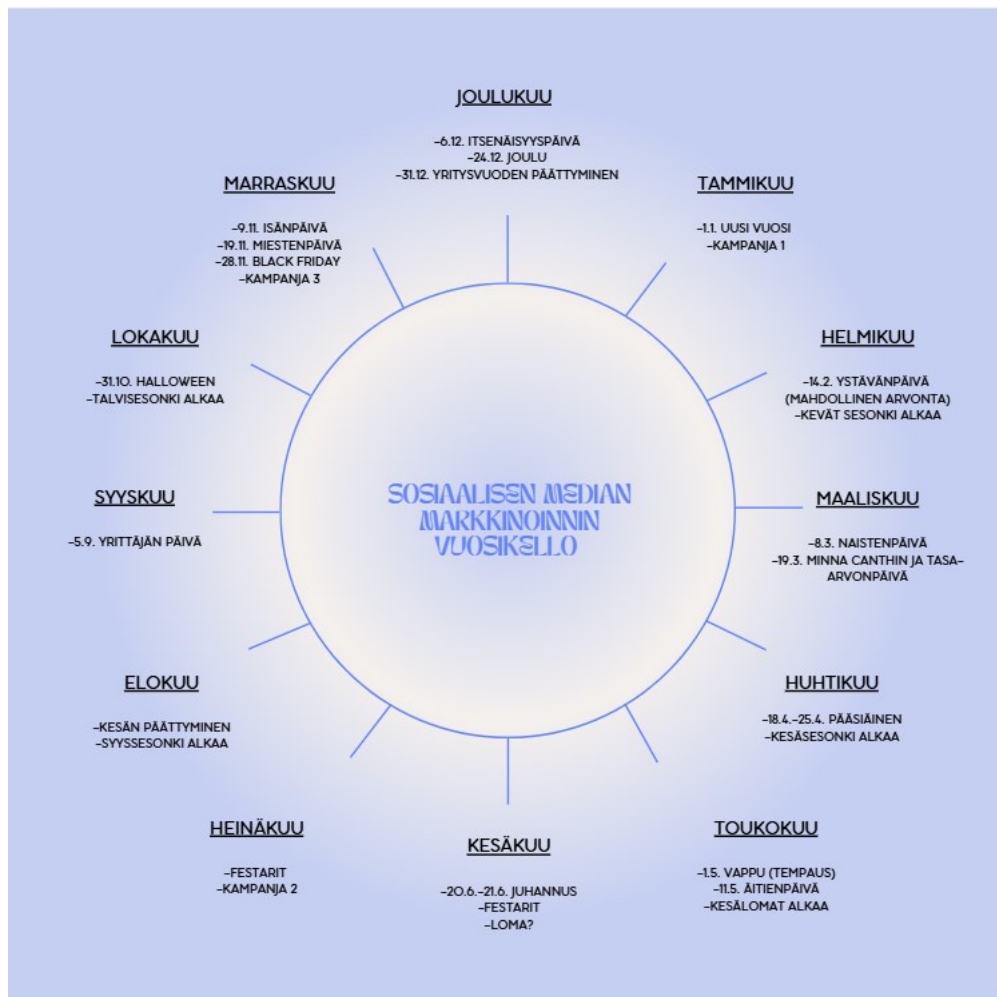 JOULUKUU
-6.12. ITSENÄISYYSPÄIVÄ
-24.12. JOULU
-31.12. YRITYSVUODEN PÄÄTTYMINEN
TAMMIKUU
-1.1. UUSI VUOSI
-KAMPANJA 1
HELMIKUU
-14.2. YSTÄVÄNPÄIVÄ
(MAHDOLLINEN ARVONTA)
-KEVÄT SESONKI ALKAA
MAALISKUU
-8.3. NAISTENPÄIVÄ
-19.3. MINNA CANTHIN JA TASA-
ARVONPÄIVÄ
HUHTIKUU
-18.4.-25.4. PÄÄSIÄINEN
-KESÄSESONKI ALKAA
TOUKOKUU
-1.5. VAPPU (TEMPAUS)
-11.5. ÄITIENPÄIVÄ
-KESÄLOMAT ALKAA
KESÄKUU
-20.6.-21.6. JUHANNUS
-FESTARIT
-LOMA?
HEINÄKUU
-FESTARIT
-KAMPANJA 2
ELOKUU
-KESÄN PÄÄTTYMINEN
-SYYSSESONKI ALKAA
SYYSKUU
-5.9. YRITTÄJÄN PÄIVÄ
LOKAKUU
-31.10. HALLOWEEN
-TALVISESONKI ALKAA
MARRASKUU
-9.11. ISÄNPÄIVÄ
-19.11. MIESTENPÄIVÄ
-28.11. BLACK FRIDAY
-KAMPANJA 3
SOSIAALISEN MEDIAN
MARKKINOINNIN
VUOSIKELLO